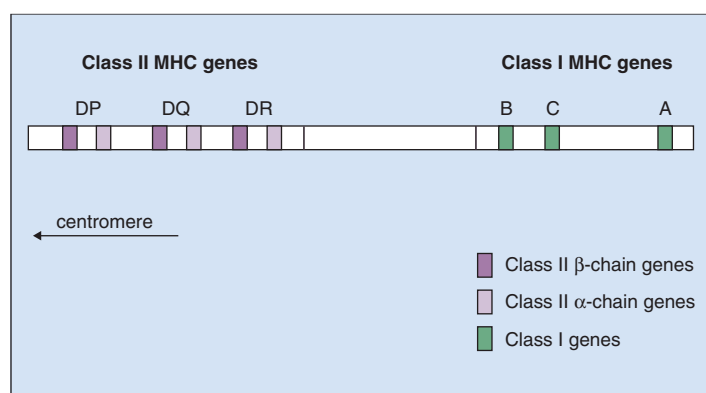 Class II MHC genes Class I MHC genes
DP DQ DR B C A
centromere
Class II β-chain genes
Class II α-chain genes
Class I genes